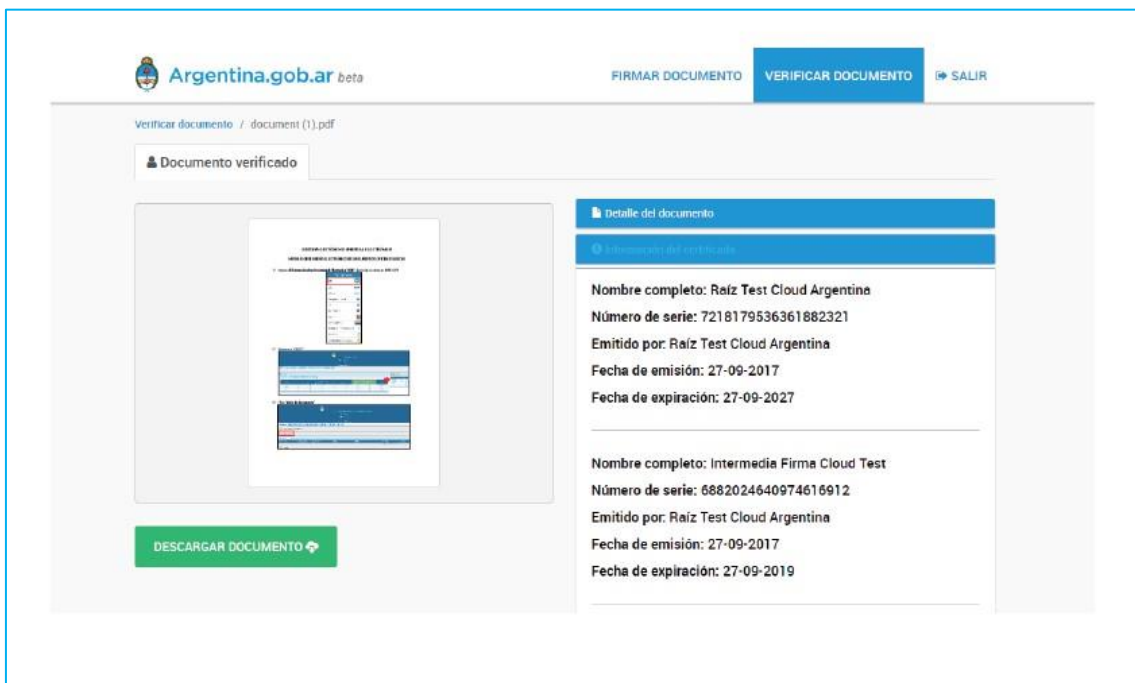 Argentina.gob.ar beta
FIRMAR DOCUMENTO VERIFICAR DOCUMENTO SALIR
Verificar documento / document (1).pdf
Documento verificado
Detalle del documento
Información del certificado
Nombre completo: Raíz Test Cloud Argentina
Número de serie: 7218179536361882321
Emitido por: Raíz Test Cloud Argentina
Fecha de emisión: 27-09-2017
Fecha de expiración: 27-09-2027
Nombre completo: Intermedia Firma Cloud Test
Número de serie: 6882024640974616912
Emitido por: Raíz Test Cloud Argentina
Fecha de emisión: 27-09-2017
Fecha de expiración: 27-09-2019
DESCARGAR DOCUMENTO